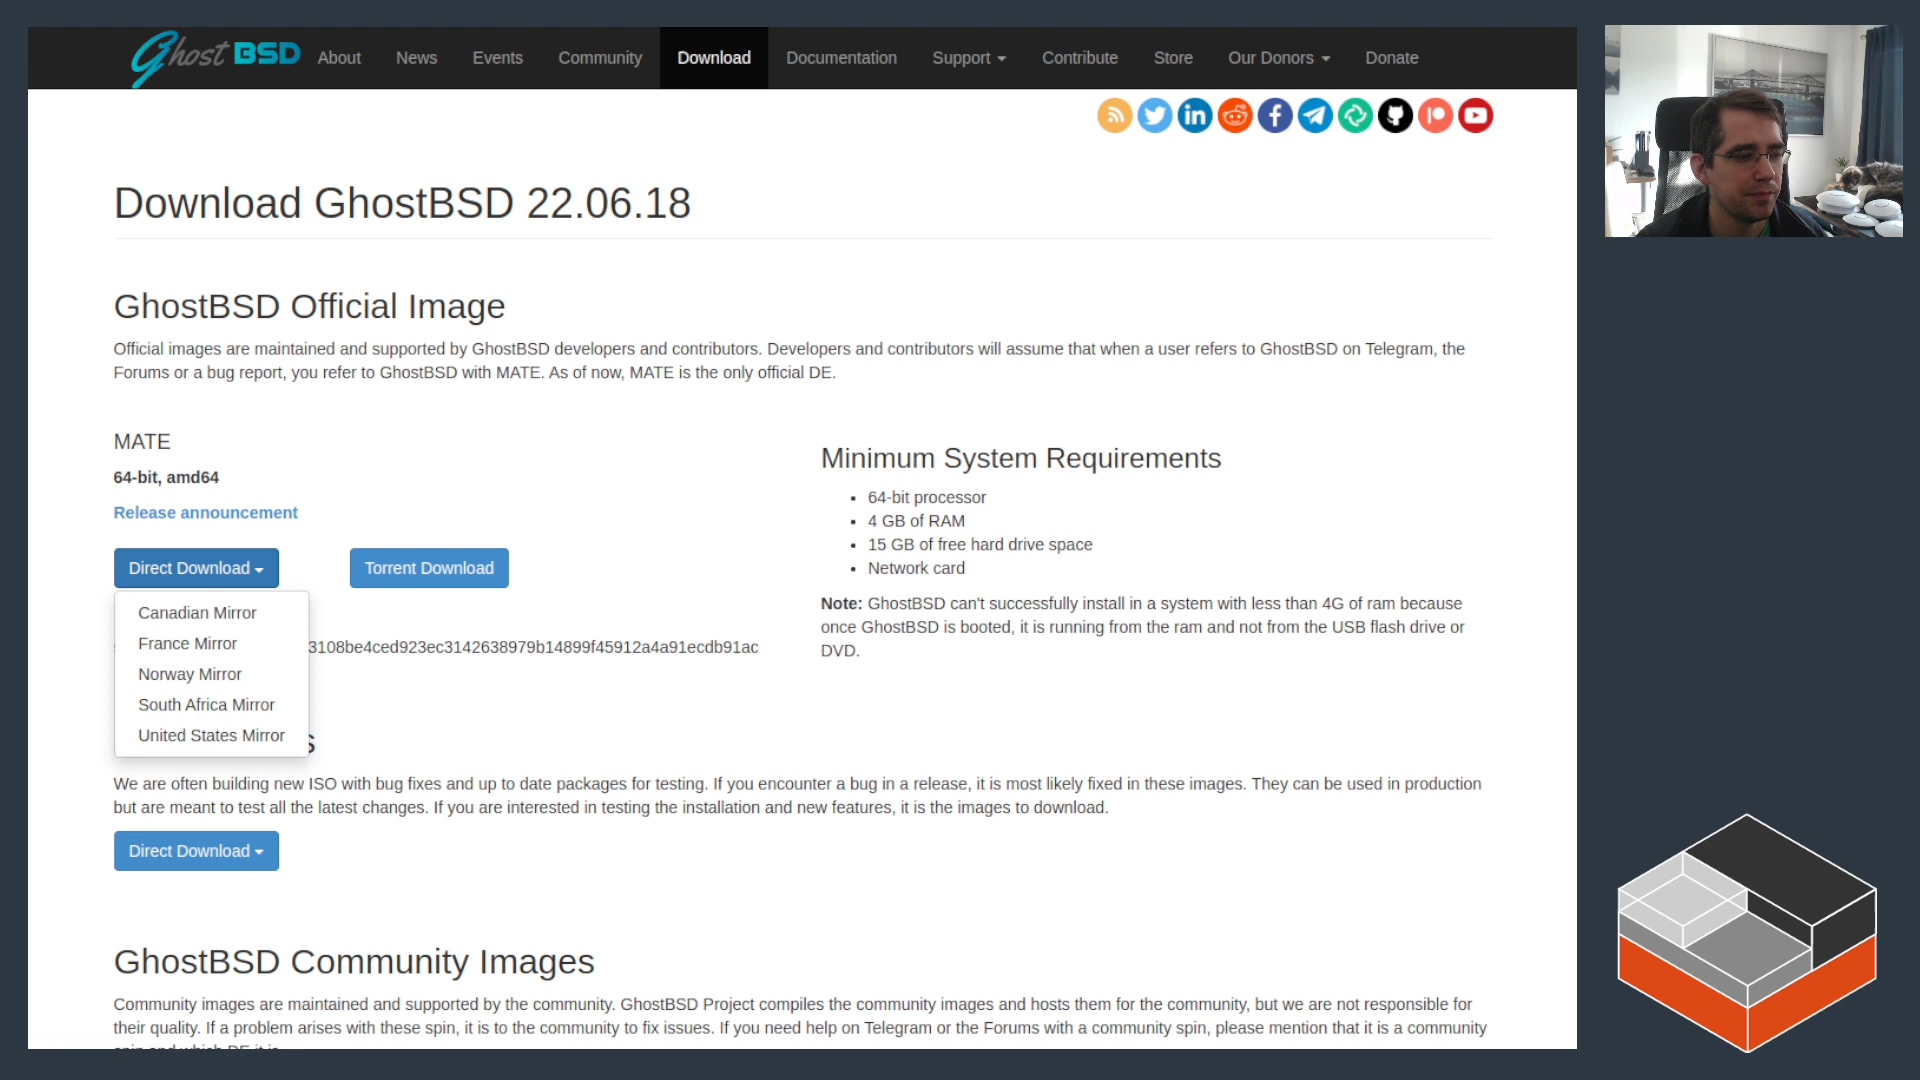 Ghost BSD About News Events Community Download Documentation Support Contribute Store Our Donors Donate
Download GhostBSD 22.06.18
GhostBSD Official Image
Official images are maintained and supported by GhostBSD developers and contributors. Developers and contributors will assume that when a user refers to GhostBSD on Telegram, the
Forums or a bug report, you refer to GhostBSD with MATE. As of now, MATE is the only official DE.
MATE
64-bit, amd64
Release announcement
Direct Download
Torrent Download
Canadian Mirror
France Mirror
Norway Mirror
South Africa Mirror
United States Mirror
3108be4ced923ec3142638979b14899f45912a4a91ecdb91ac
Minimum System Requirements
64-bit processor
4 GB of RAM
15 GB of free hard drive space
Network card
Note: GhostBSD can't successfully install in a system with less than 4G of ram because
once GhostBSD is booted, it is running from the ram and not from the USB flash drive or
DVD.
We are often building new ISO with bug fixes and up to date packages for testing. If you encounter a bug in a release, it is most likely fixed in these images. They can be used in production
but are meant to test all the latest changes. If you are interested in testing the installation and new features, it is the images to download.
Direct Download
GhostBSD Community Images
Community images are maintained and supported by the community. GhostBSD Project compiles the community images and hosts them for the community, but we are not responsible for
their quality. If a problem arises with these spin, it is to the community to fix issues. If you need help on Telegram or the Forums with a community spin, please mention that it is a community